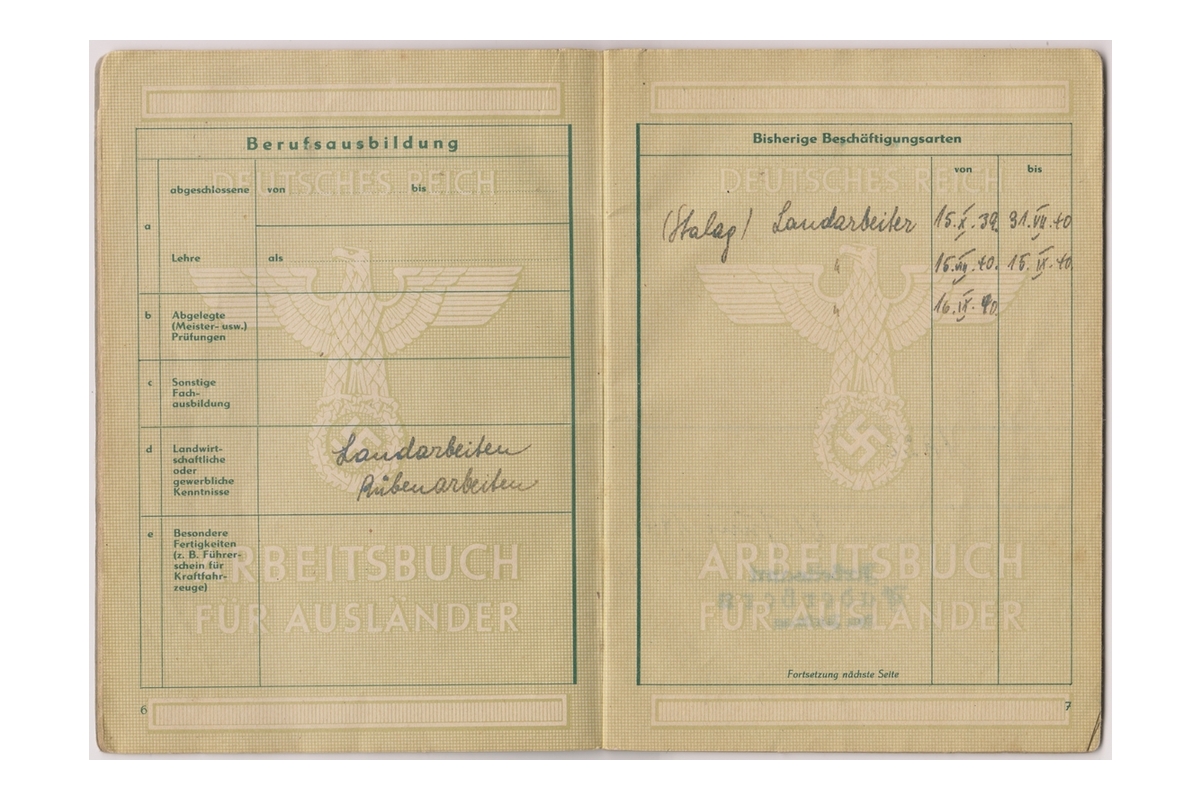 Berufsausbildung
DEUTSCHES REICH
a
abgeschlossene
von
bis
Lehre
als
b
Abgelegte
(Meister- usw.)
Prüfungen
c
Sonstige
Fach-
ausbildung
d
Landwirt-
schaftliche
oder
gewerbliche
Kenntnisse
Landarbeiten
Rübenarbeiten
e
Besondere
Fertigkeiten
(z. B. Führer-
schein für
Kraftfahr-
zeuge)
ARBEITSBUCH
FÜR AUSLÄNDER
6
Bisherige Beschäftigungsarten
von
bis
DEUTSCHES REICH
(Stalag) Landarbeiter 15.X.39. 31.VII.40
" 15.VII.40. 15.IX.40.
" 16.IX.40.
ARBEITSBUCH
FÜR AUSLÄNDER
Fortsetzung nächste Seite
7